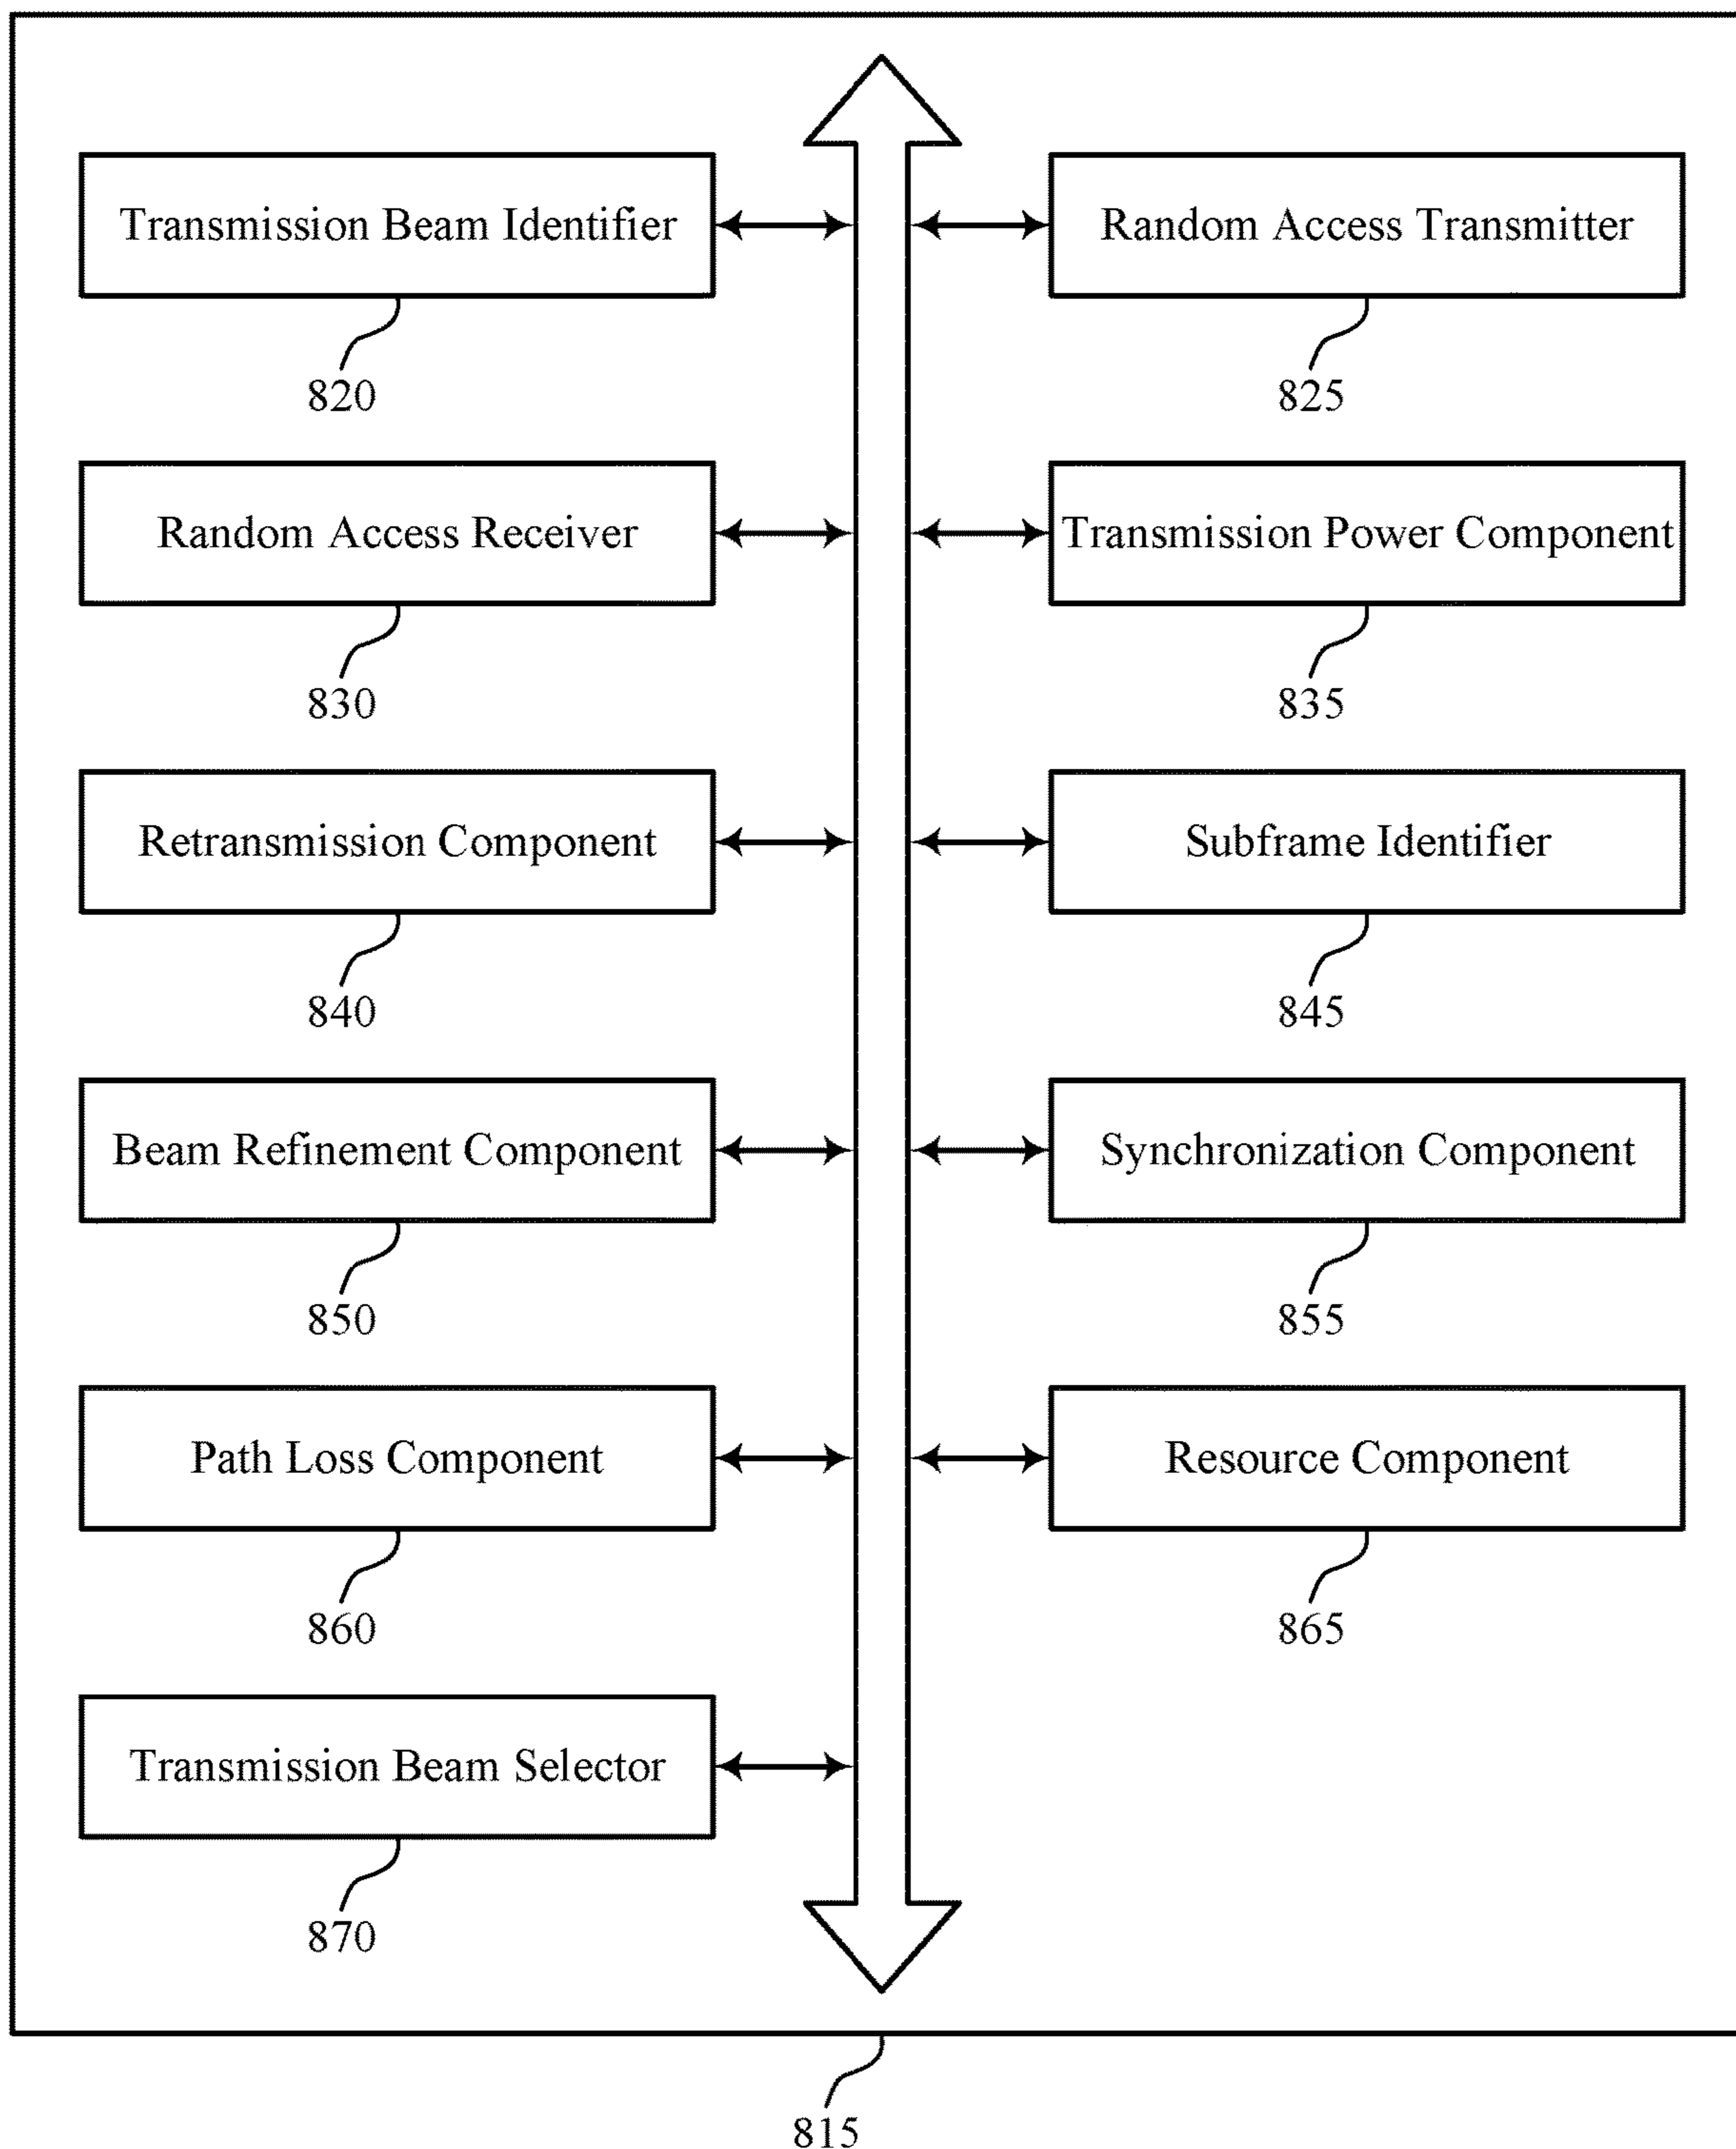 Transmission Beam Identifier
Random Access Transmitter
820
825
Random Access Receiver
Transmission Power Component
830
835
Retransmission Component
Subframe Identifier
840
845
Beam Refinement Component
Synchronization Component
850
855
Path Loss Component
Resource Component
860
865
Transmission Beam Selector
870
815